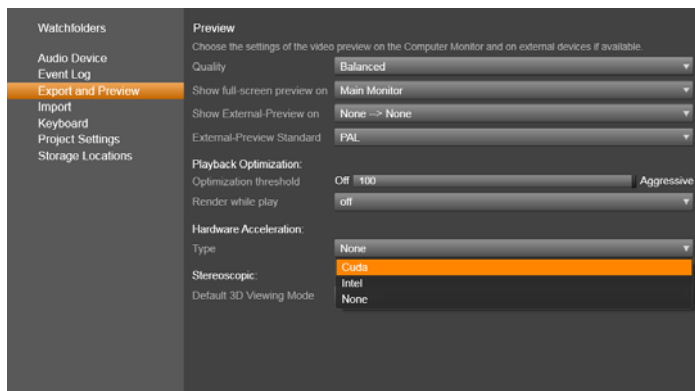 Watchfolders
Audio Device
Event Log
Export and Preview
Import
Keyboard
Project Settings
Storage Locations
Preview
Choose the settings of the video preview on the Computer Monitor and on external devices if available.
Quality Balanced
Show full-screen preview on Main Monitor
Show External-Preview on None --> None
External-Preview Standard PAL
Playback Optimization:
Optimization threshold Off 100 Aggressive
Render while play off
Hardware Acceleration:
Type None
Cuda
Stereoscopic: Intel
Default 3D Viewing Mode None